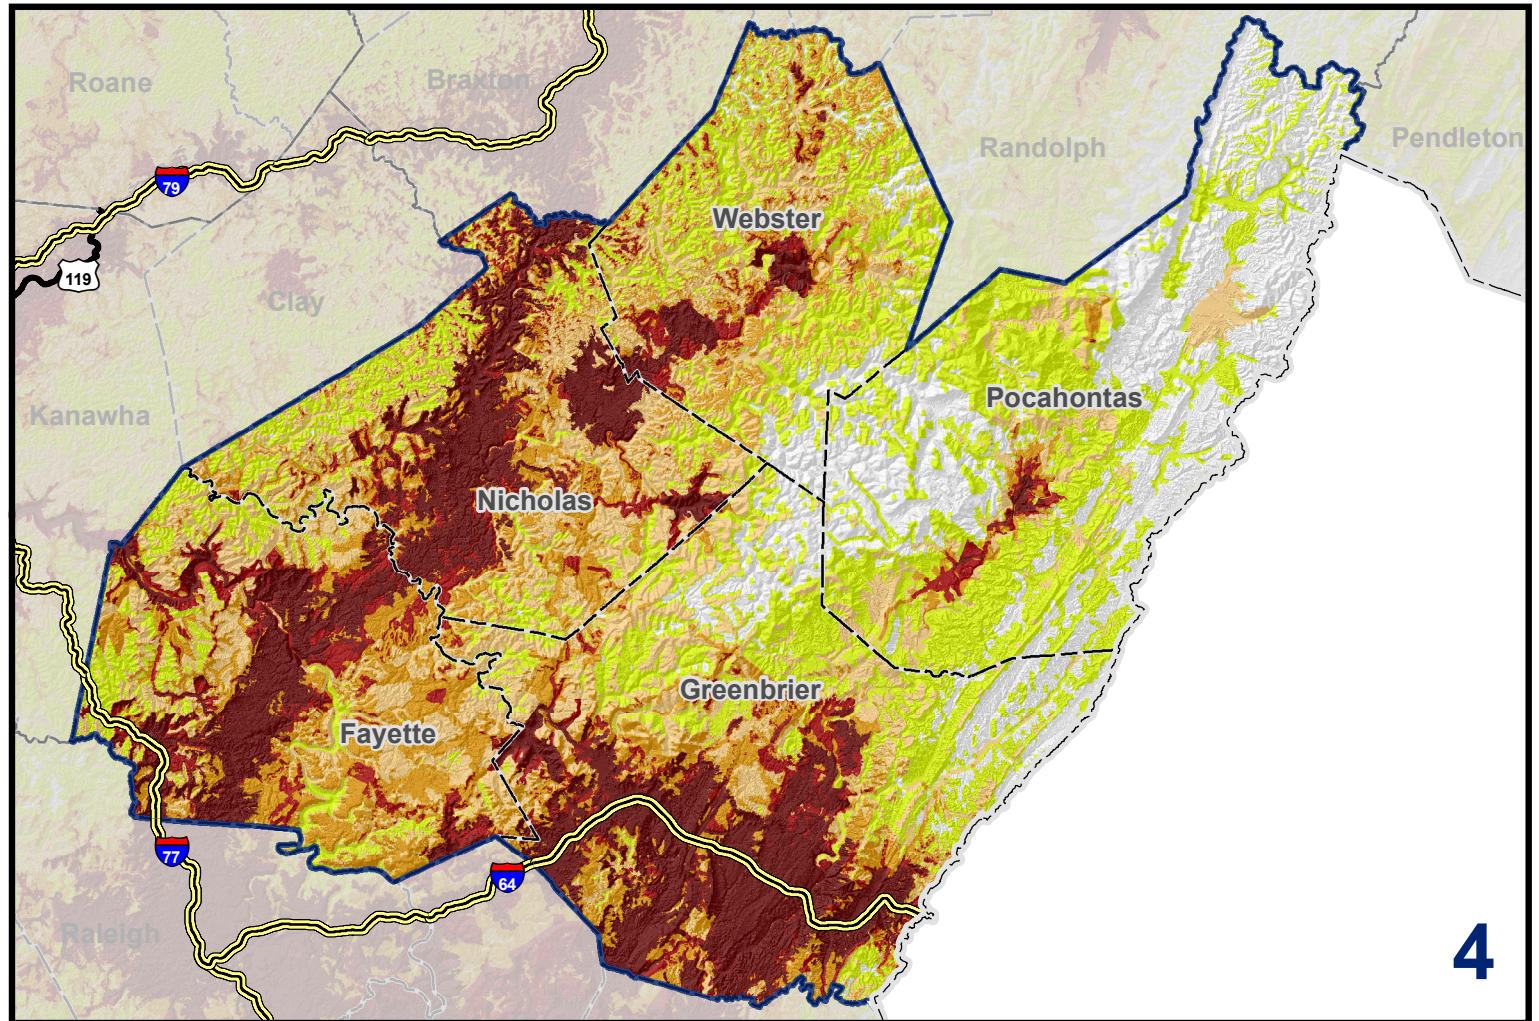 Roane
Braxton
Randolph
Pendleton
79
Webster
119
Clay
Kanawha
Pocahontas
Nicholas
Greenbrier
Fayette
77
64
Raleigh
4